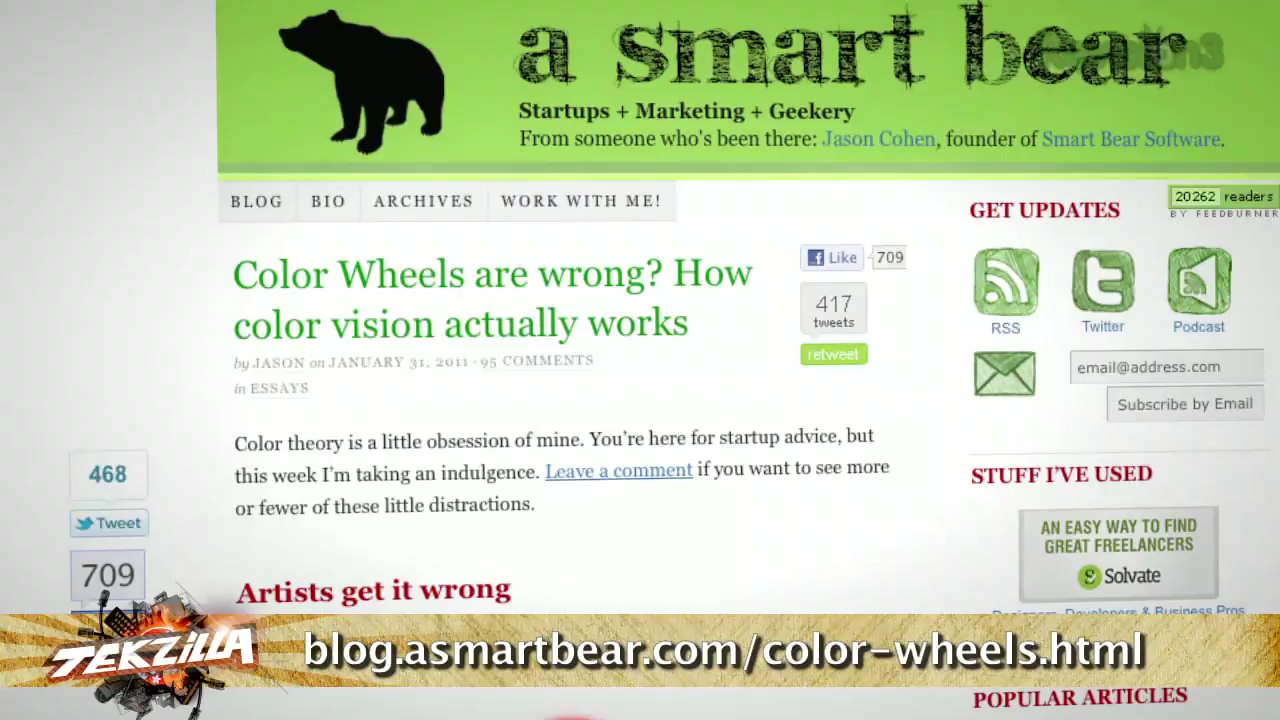 a smart bear
Startups + Marketing + Geekery
From someone who's been there: Jason Cohen, founder of Smart Bear Software.
BLOG
BIO
ARCHIVES
WORK WITH ME!
Color Wheels are wrong? How
color vision actually works
by JASON on JANUARY 31, 2011 · 95 COMMENTS
in ESSAYS
Like
709
417
tweets
retweet
Color theory is a little obsession of mine. You're here for startup advice, but
this week I'm taking an indulgence. Leave a comment if you want to see more
or fewer of these little distractions.
468
Tweet
709
Artists get it wrong
GET UPDATES
20262 readers
BY FEEDBURNER
RSS
Twitter
Podcast
email@address.com
Subscribe by Email
STUFF I'VE USED
AN EASY WAY TO FIND
GREAT FREELANCERS
Solvate
Designers, Developers & Business Pros
TEKZILLA
blog.asmartbear.com/color-wheels.html
POPULAR ARTICLES